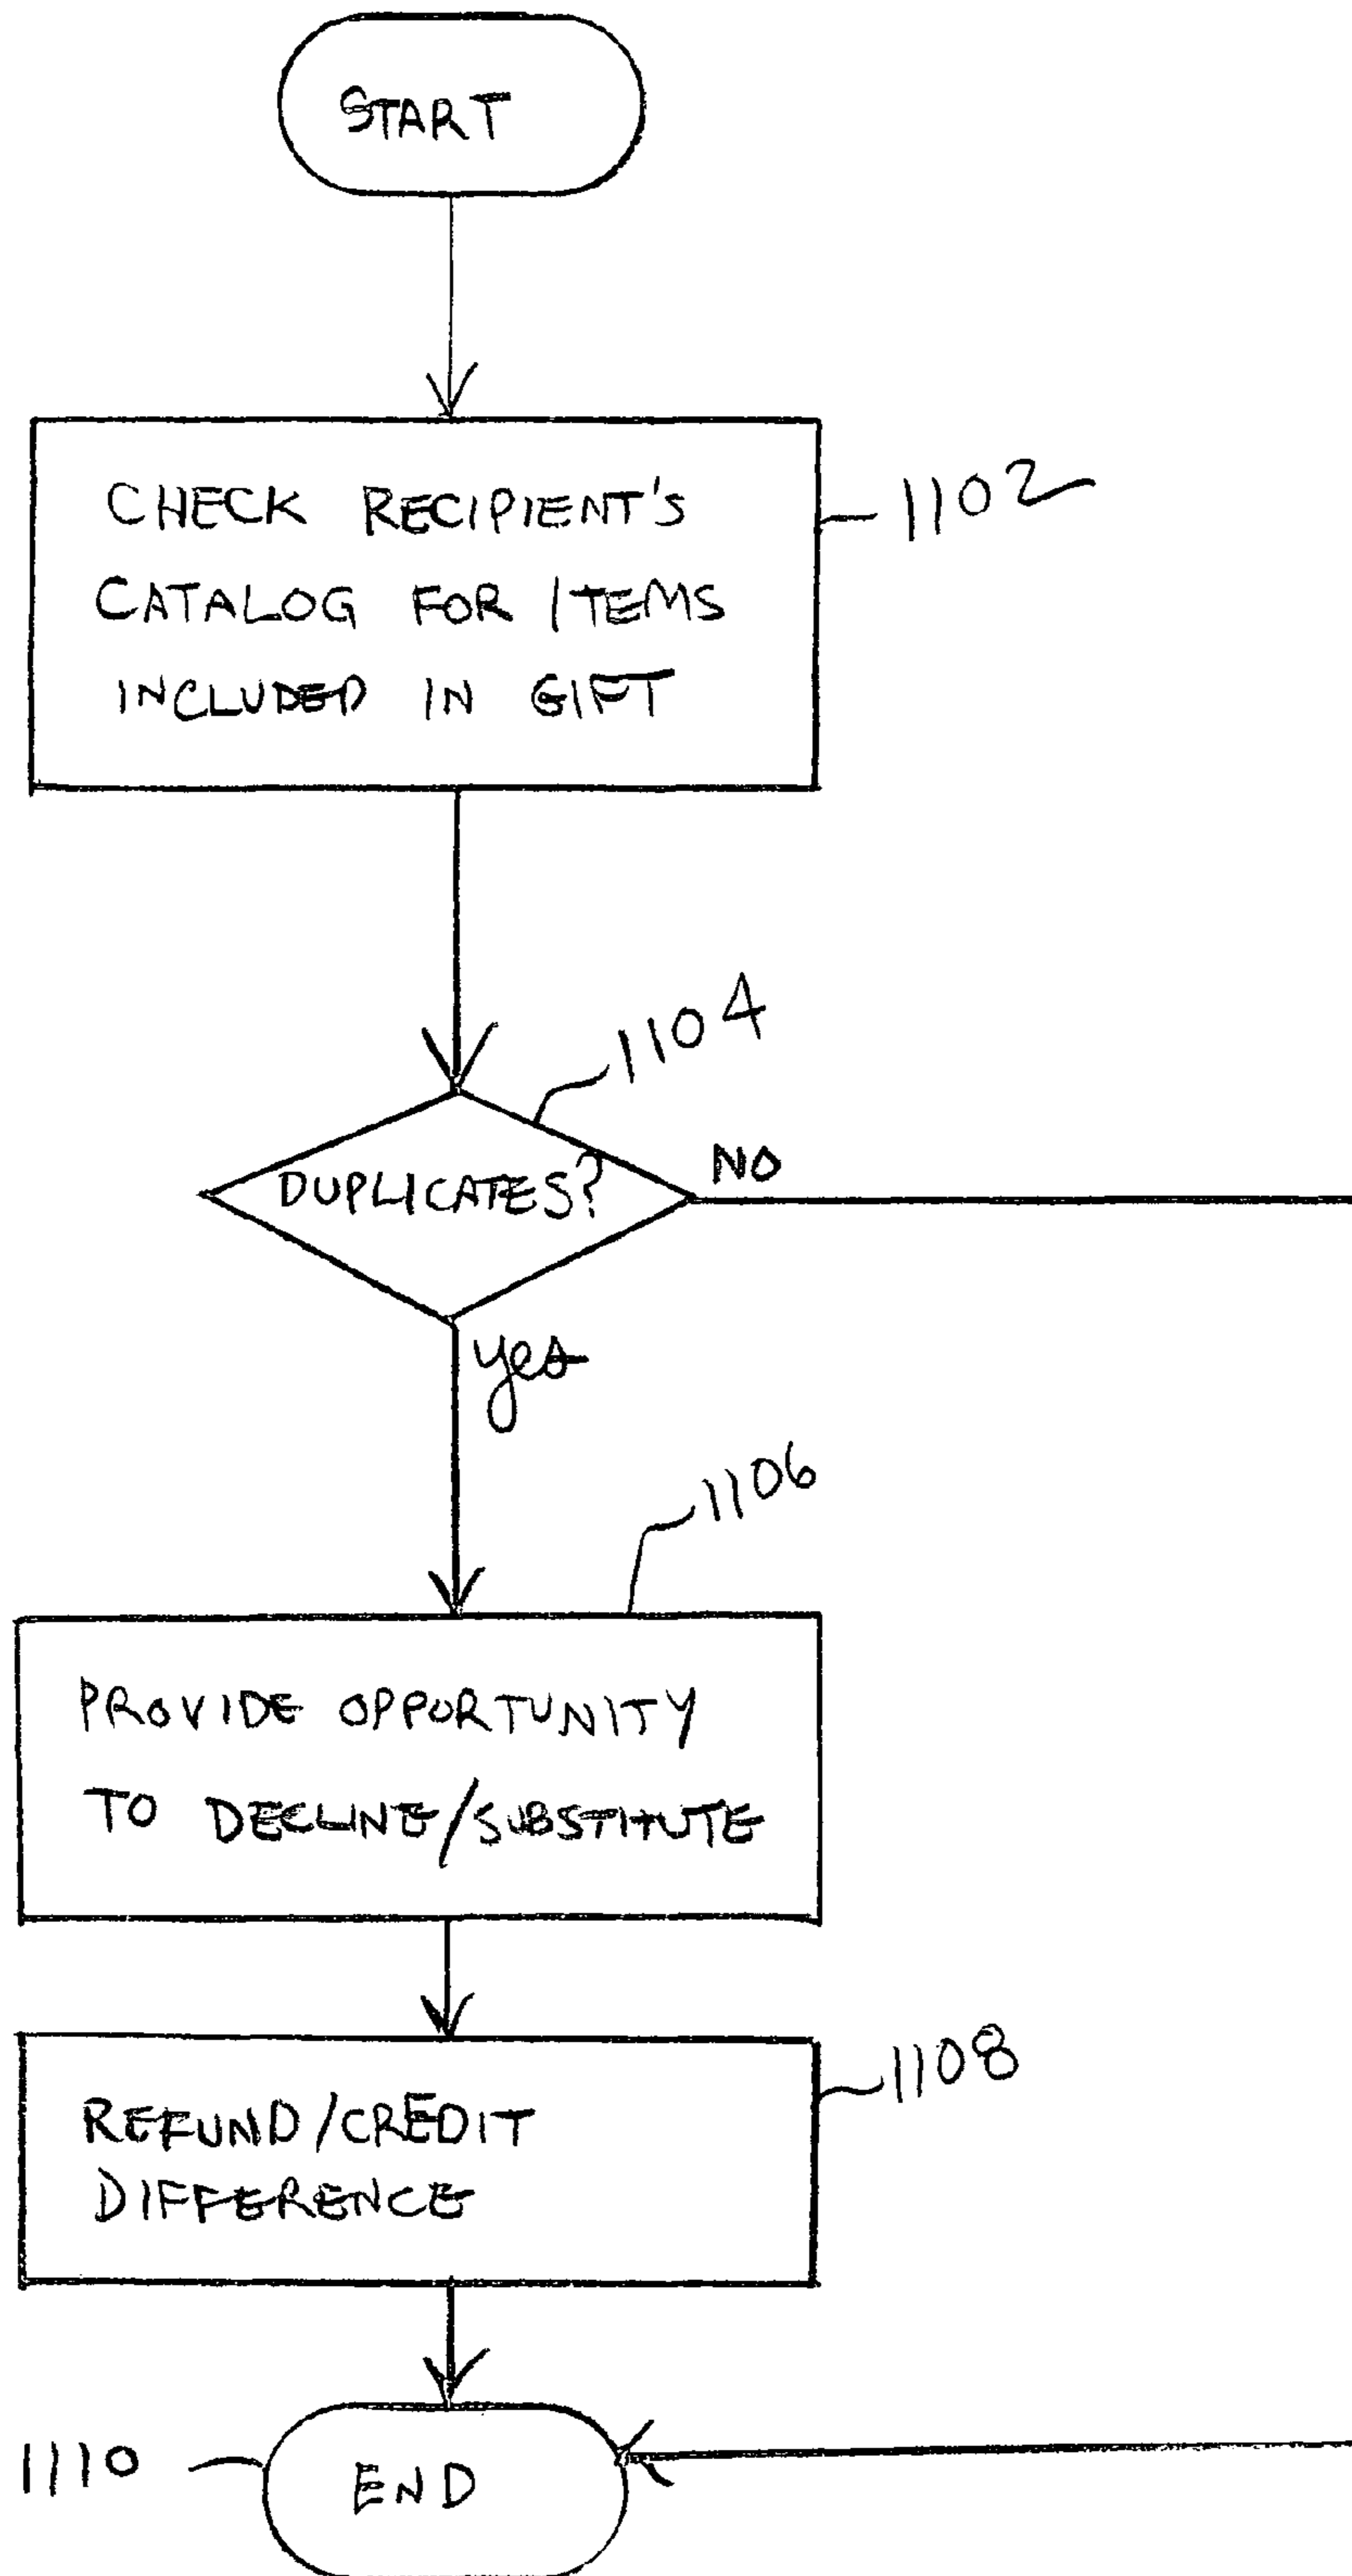 START
CHECK RECIPIENT'S
CATALOG FOR ITEMS
INCLUDED IN GIFT
1102
1104
DUPLICATES?
NO
yes
1106
PROVIDE OPPORTUNITY
TO DECLINE/SUBSTITUTE
REFUND/CREDIT
DIFFERENCE
1108
1110
END